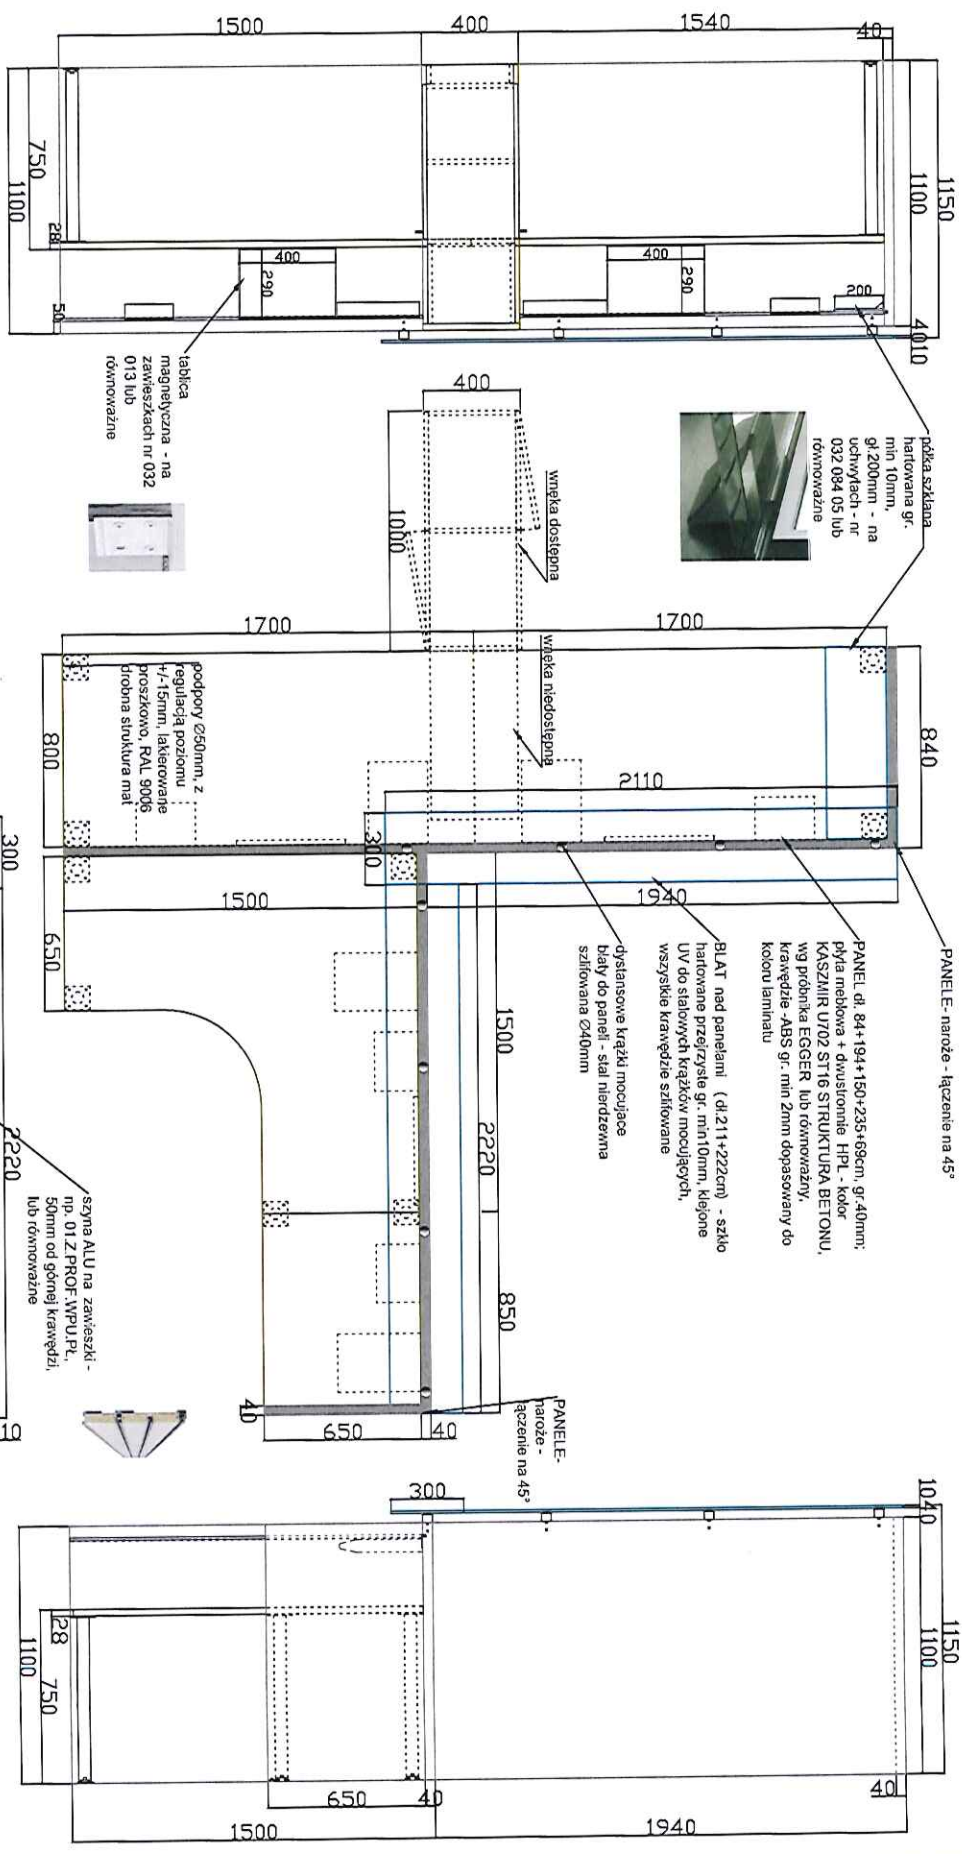 1500
400
1540
40
1150
1100
750
1100
28
50
400
290
400
290
200
4010
tablica
magnetyczna - na
zawieszkach nr 032
013 lub
równoważne
półka szklana
hartowana gr.
min 10mm,
gł.200mm - na
uchwytach - nr
032 084 05 lub
równoważne
400
1000
wnęka dostępna
wnęka niedostępna
1700
1700
840
800
podpory Ø50mm, z
regulacją poziomu
+/-15mm, lakierowane
proszkowo, RAL 9006
drobna struktura mat
2110
300
1500
1940
PANELE- naroże - łączenie na 45°
PANEL dł. 84+194+150+235+69cm, gr.40mm;
płyta meblowa + dwustronnie HPL - kolor
KASZMIR U702 ST16 STRUKTURA BETONU,
wg próbnika EGGER lub równoważny,
krawędzie -ABS gr. min 2mm dopasowany do
koloru laminatu
BLAT nad panelami (dł.211+222cm) - szkło
hartowane przejrzyste gr. min10mm, klejone
UV do stalowych krążków mocujących,
wszystkie krawędzie szlifowane
dystansowe krążki mocujące
blaty do paneli - stal nierdzewna
szlifowana Ø40mm
650
1500
2220
850
40
650
40
PANELE-
naroże -
łączenie na 45°
szyna ALU na zawieszki -
np. 01.Z.PROF.WPU.PŁ,
50mm od górnej krawędzi,
lub równoważne
300
2220
10
300
1040
1150
1100
28
750
1100
650
40
40
1500
1940